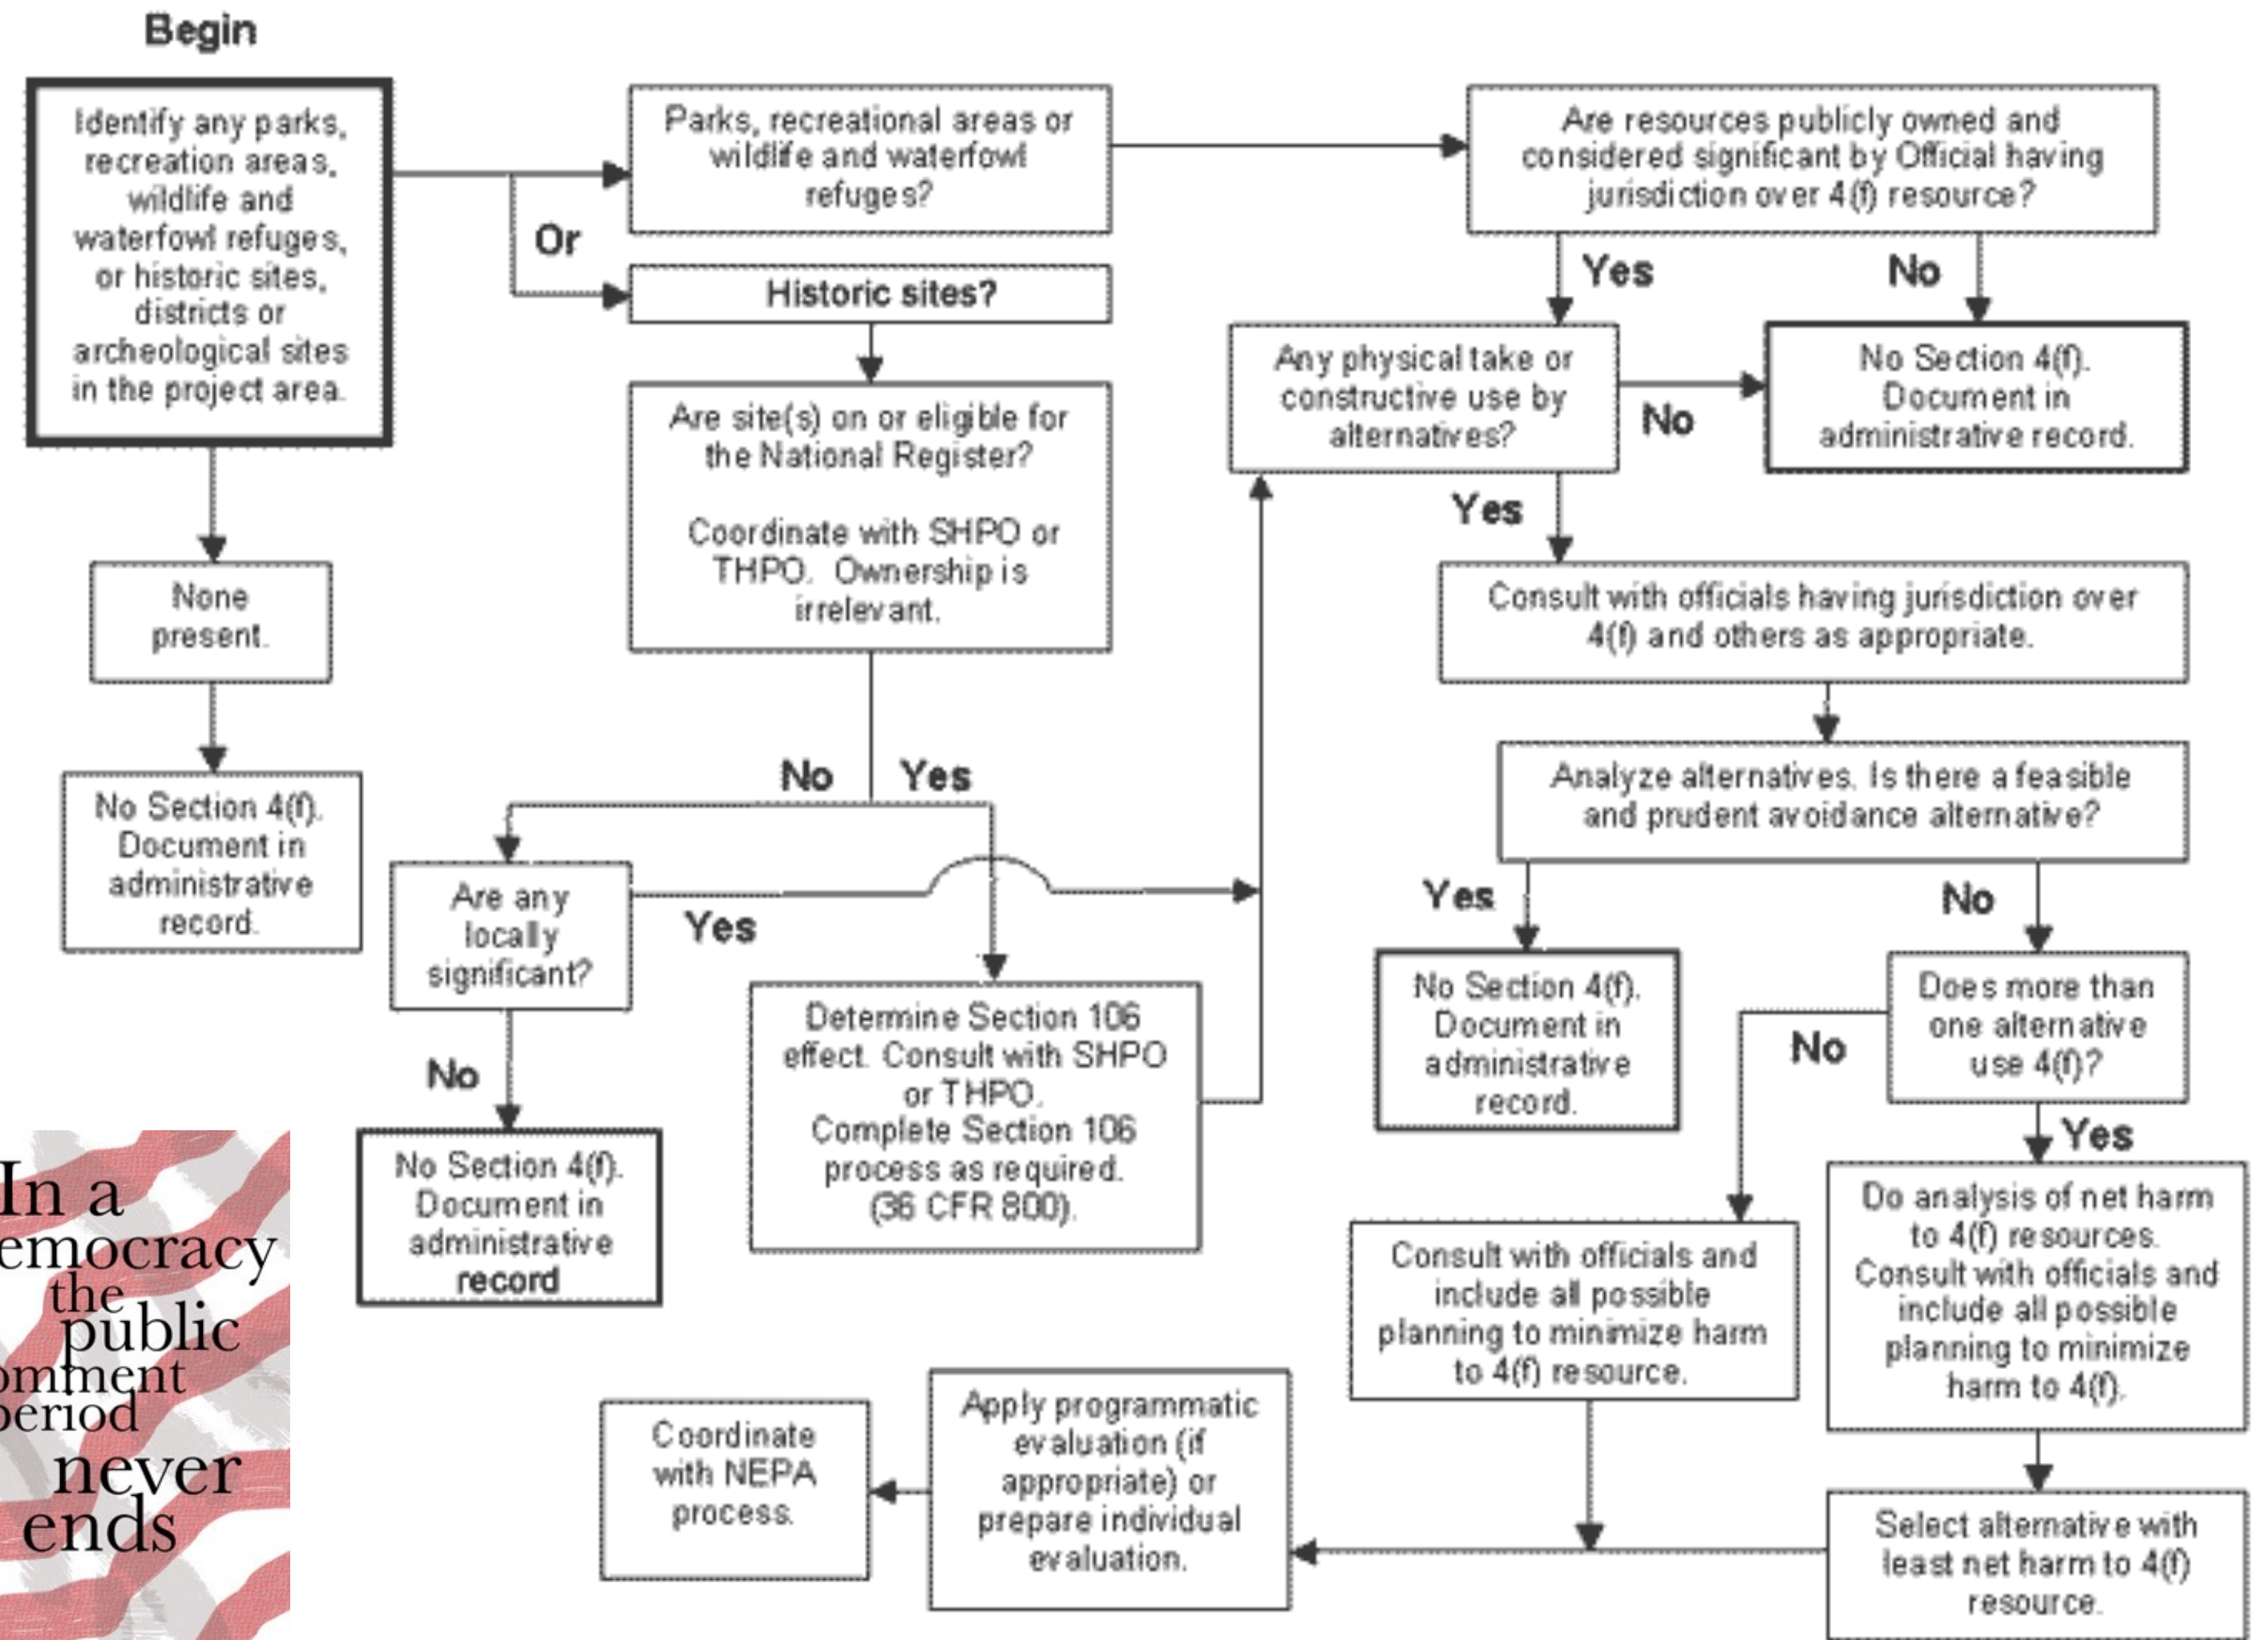 Begin
Identify any parks,
recreation areas,
wildlife and
waterfowl refuges,
or historic sites,
districts or
archeological sites
in the project area.
None
present.
No Section 4(f).
Document in
administrative
record.
Or
Parks, recreational areas or
wildlife and waterfowl
refuges?
Historic sites?
Are site(s) on or eligible for
the National Register?
Coordinate with SHPO or
THPO. Ownership is
irrelevant.
No
Yes
Are any
locally
significant?
Yes
No
No Section 4(f).
Document in
administrative
record
Determine Section 106
effect. Consult with SHPO
or THPO.
Complete Section 106
process as required.
(36 CFR 800).
Are resources publicly owned and
considered significant by Official having
jurisdiction over 4(f) resource?
Yes
No
Any physical take or
constructive use by
alternatives?
No
No Section 4(f).
Document in
administrative record.
Yes
Consult with officials having jurisdiction over
4(f) and others as appropriate.
Analyze alternatives. Is there a feasible
and prudent avoidance alternative?
Yes
No
No Section 4(f).
Document in
administrative
record.
Does more than
one alternative
use 4(f)?
No
Yes
Consult with officials and
include all possible
planning to minimize harm
to 4(f) resource.
Do analysis of net harm
to 4(f) resources.
Consult with officials and
include all possible
planning to minimize
harm to 4(f).
Select alternative with
least net harm to 4(f)
resource.
Apply programmatic
evaluation (if
appropriate) or
prepare individual
evaluation.
Coordinate
with NEPA
process.
In a
emocracy
the
public
omment
period
never
ends